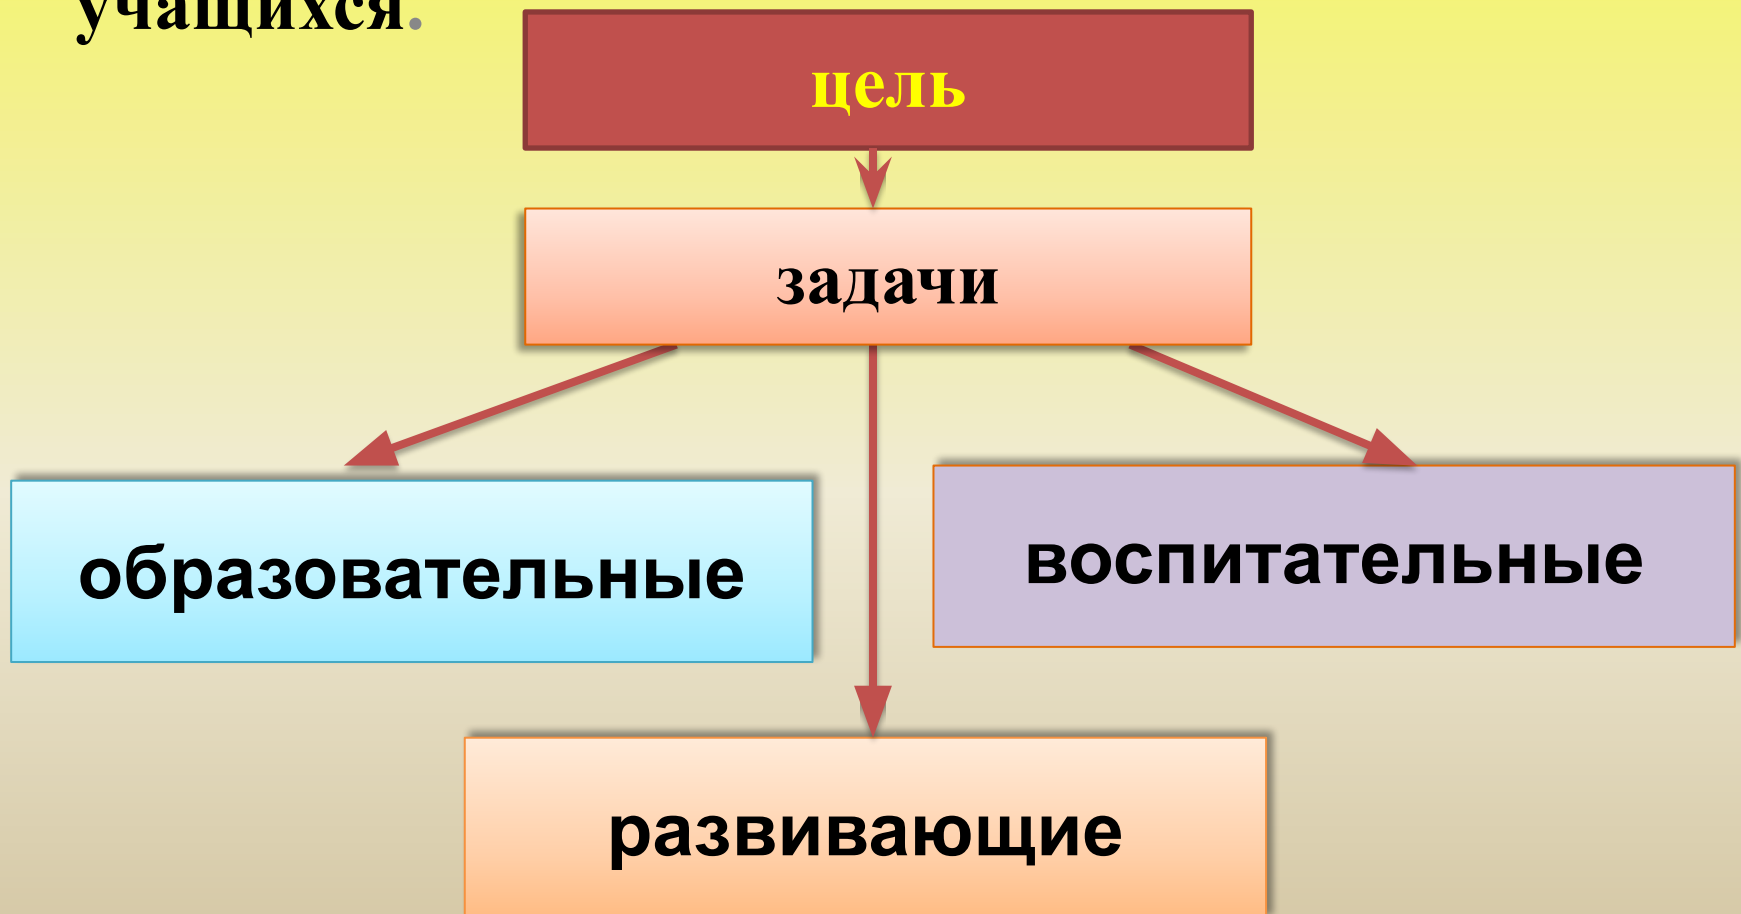 учащихся.
цель
задачи
образовательные
воспитательные
развивающие